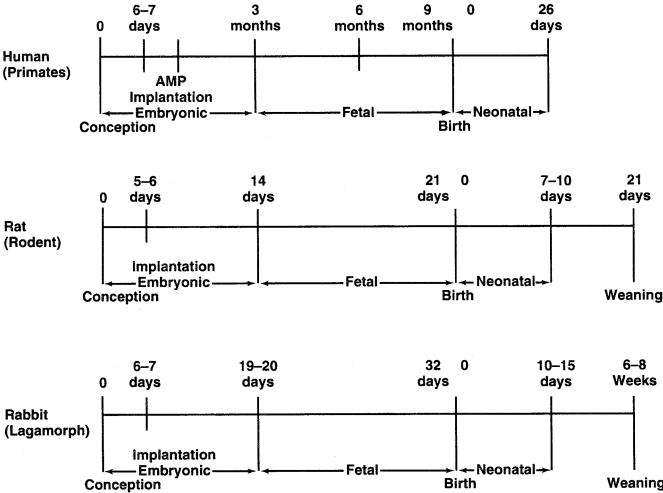 0 6–7 days 3 months 6 months 9 months 0 26 days
Human
(Primates)
AMP
Implantation
Embryonic Fetal Neonatal
Conception Birth
0 5–6 days 14 days 21 days 0 7–10 days 21 days
Rat
(Rodent)
Implantation
Embryonic Fetal Neonatal
Conception Birth Weaning
0 6–7 days 19–20 days 32 days 0 10–15 days 6–8 Weeks
Rabbit
(Lagamorph)
Implantation
Embryonic Fetal Neonatal
Conception Birth Weaning